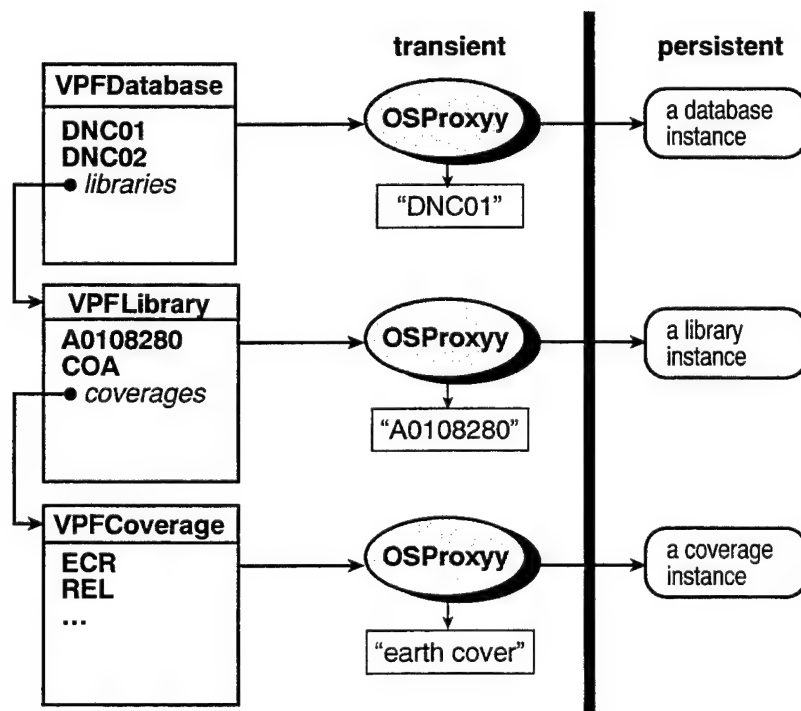 transient
persistent
VPFDatabase
DNC01
DNC02
libraries
OSProxyy
"DNC01"
a database
instance
VPFLibrary
A0108280
COA
coverages
OSProxyy
"A0108280"
a library
instance
VPFCoverage
ECR
REL
...
OSProxyy
"earth cover"
a coverage
instance